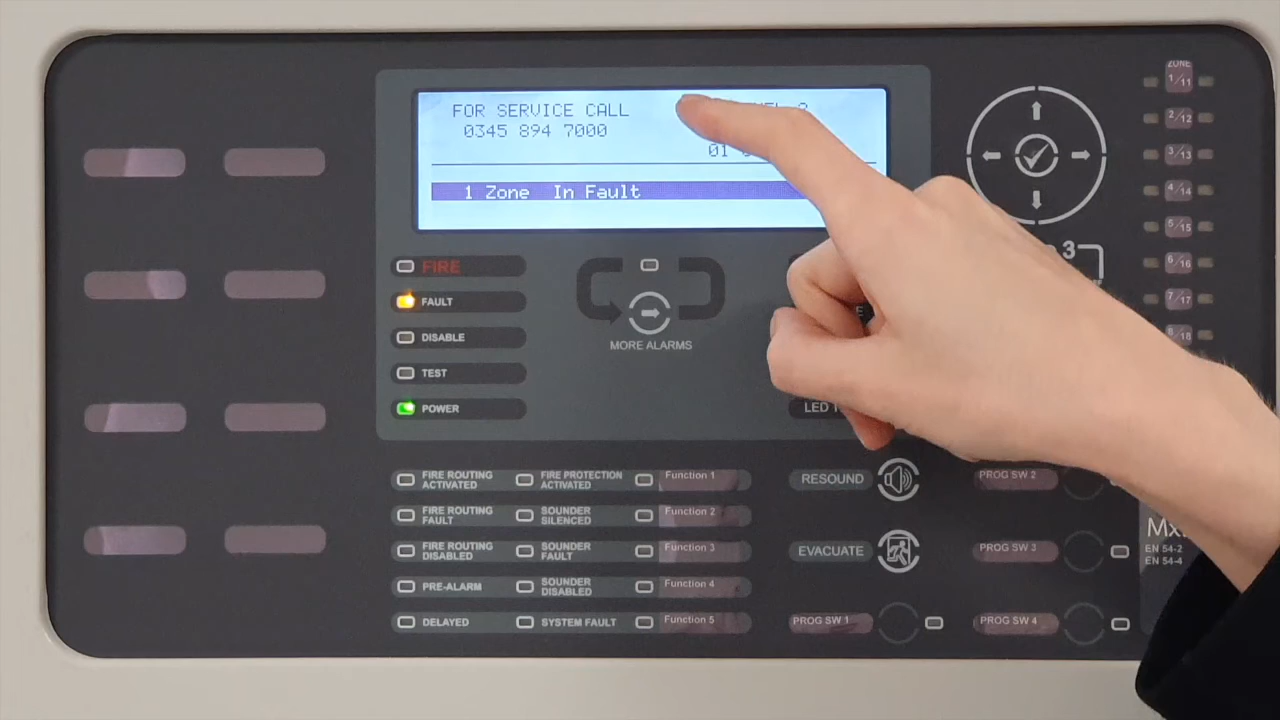 FOR SERVICE CALL
0345 894 7000
01
1 Zone In Fault
FIRE
FAULT
DISABLE
TEST
POWER
MORE ALARMS
LED
3
ZONE
1/11
2/12
3/13
4/14
5/15
6/16
7/17
8/18
FIRE ROUTING
ACTIVATED
FIRE ROUTING
FAULT
FIRE ROUTING
DISABLED
PRE-ALARM
DELAYED
FIRE PROTECTION
ACTIVATED
SOUNDER
SILENCED
SOUNDER
FAULT
SOUNDER
DISABLED
SYSTEM FAULT
Function 1
Function 2
Function 3
Function 4
Function 5
RESOUND
EVACUATE
PROG SW 1
PROG SW 2
PROG SW 3
PROG SW 4
EN 54-2
EN 54-4